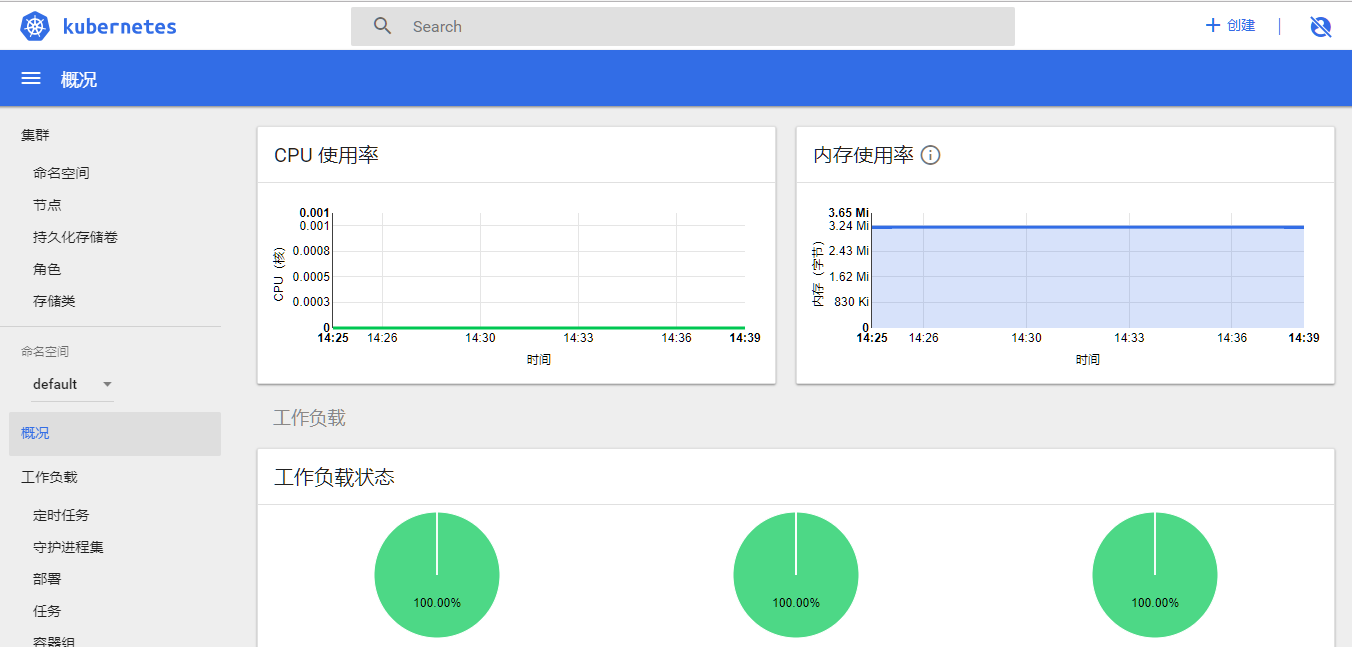 kubernetes
Search
创建
概况
集群
命名空间
节点
持久化存储卷
角色
存储类
命名空间
default
概况
工作负载
定时任务
守护进程集
部署
任务
容器组
CPU 使用率
CPU（核）
0.001
0.001
0.0008
0.0005
0.0003
0
14:25 14:26 14:30 14:33 14:36 14:39
时间
内存使用率
内存（字节）
3.65 Mi
3.24 Mi
2.43 Mi
1.62 Mi
830 Ki
0
14:25 14:26 14:30 14:33 14:36 14:39
时间
工作负载
工作负载状态
100.00% 100.00% 100.00%